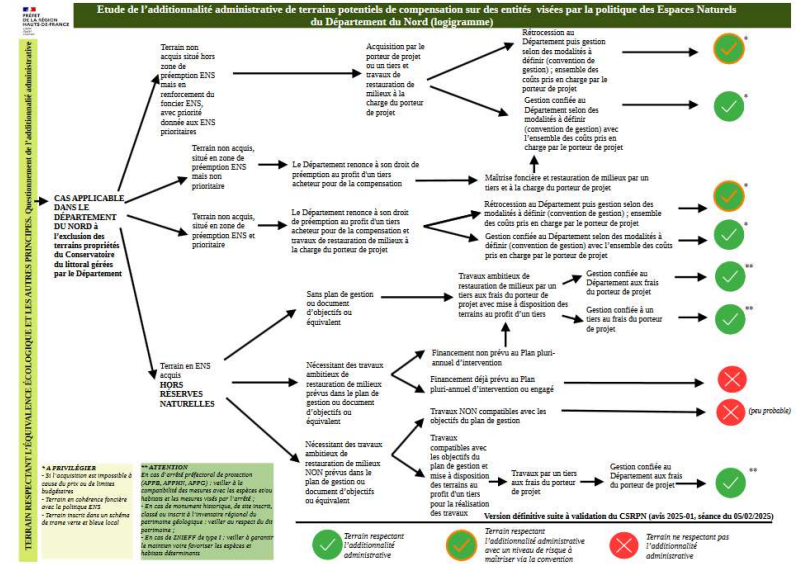 PRÉFET
DE LA RÉGION
HAUTS-DE-FRANCE
Etude de l'additionnalité administrative de terrains potentiels de compensation sur des entités visées par la politique des Espaces Naturels
du Département du Nord (logigramme)
TERRAIN RESPECTANT L'ÉQUIVALENCE ÉCOLOGIQUE ET LES AUTRES PRINCIPES. Questionnement de l'additionnalité administrative
CAS APPLICABLE
DANS LE
DÉPARTEMENT
DU NORD à
l'exclusion des
terrains propriétés
du Conservatoire
du littoral gérées
par le Département
Terrain non
acquis situé hors
zone de
préemption ENS
mais en
renforcement du
foncier ENS,
avec priorité
donnée aux ENS
prioritaires
Acquisition par le
porteur de projet
ou un tiers et
travaux de
restauration de
milieux à la
charge du porteur
de projet
Rétrocession au
Département puis gestion
selon des modalités à
définir (convention de
gestion) ; ensemble des
coûts pris en charge par le
porteur de projet
*
Gestion confiée au
Département selon des
modalités à définir
(convention de gestion) avec
l'ensemble des coûts pris en
charge par le porteur de projet
*
Terrain non acquis,
situé en zone de
préemption ENS
mais non
prioritaire
Le Département renonce à son droit de
préemption au profit d'un tiers
acheteur pour de la compensation
Maîtrise foncière et restauration de milieux par un
tiers et à la charge du porteur de projet
Terrain non acquis,
situé en zone de
préemption ENS et
prioritaire
Le Département renonce à son droit
de préemption au profit d'un tiers
acheteur pour de la compensation et
travaux de restauration de milieux à
la charge du porteur de projet
Rétrocession au Département puis gestion selon des
modalités à définir (convention de gestion) ; ensemble
des coûts pris en charge par le porteur de projet
*
Gestion confiée au Département selon des modalités à
définir (convention de gestion) avec l'ensemble des coûts
pris en charge par le porteur de projet
*
Terrain en ENS
acquis
HORS
RÉSERVES
NATURELLES
Sans plan de gestion
ou document
d'objectifs ou
équivalent
Travaux ambitieux de
restauration de milieux par un
tiers aux frais du porteur de
projet avec mise à disposition des
terrains au profit d'un tiers
Gestion confiée au
Département aux frais
du porteur de projet
**
Gestion confiée à un
tiers au frais du porteur
de projet
**
Nécessitant des travaux
ambitieux de
restauration de milieux
prévus dans le plan de
gestion ou document
d'objectifs ou
équivalent
Financement non prévu au Plan pluri-
annuel d'intervention
Financement déjà prévu au Plan
pluri-annuel d'intervention ou engagé
Nécessitant des travaux
ambitieux de
restauration de milieux
NON prévus dans le
plan de gestion ou
document d'objectifs
ou équivalent
Travaux NON compatibles avec les
objectifs du plan de gestion
(peu probable)
Travaux
compatibles avec
les objectifs du
plan de gestion et
mise à disposition
des terrains au
profit d'un tiers
pour la réalisation
des travaux
Travaux par un tiers
aux frais du porteur
de projet
Gestion confiée au
Département aux frais
du porteur de projet
**
* A PRIVILÉGIER
- Si l'acquisition est impossible à
cause du prix ou de limites
budgétaires
- Terrain en cohérence foncière
avec la politique ENS
- Terrain inscrit dans un schéma
de trame verte et bleue local
** ATTENTION
-En cas d'arrêté préfectoral de protection
(APPB, APPHN, APPG) : veiller à la
compatibilité des mesures avec les espèces et/ou
habitats et les mesures visés par l'arrêté ;
- En cas de monument historique, de site inscrit,
classé ou inscrit à l'inventaire régional du
patrimoine géologique : veiller au respect du dit
patrimoine ;
- En cas de ZNIEFF de type I : veiller à garantir
le maintien voire favoriser les espèces et
habitats déterminants
Version définitive suite à validation du CSRPN (avis 2025-01, séance du 05/02/2025)
Terrain respectant
l'additionnalité
administrative
Terrain respectant
l'additionnalité administrative
avec un niveau de risque à
maîtriser via la convention
Terrain ne respectant pas
l'additionnalité
administrative